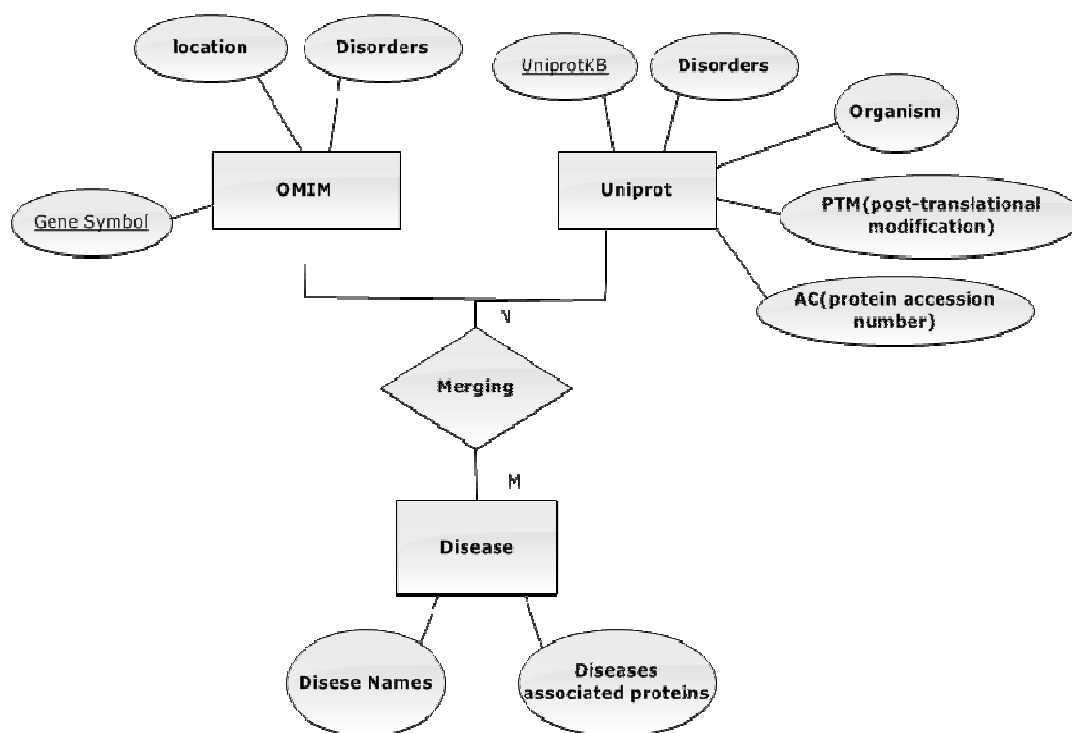 location
Disorders
UniprotKB
Disorders
Organism
OMIM
Uniprot
Gene Symbol
PTM(post-translational
modification)
AC(protein accession
number)
N
Merging
M
Disease
Disese Names
Diseases
associated proteins